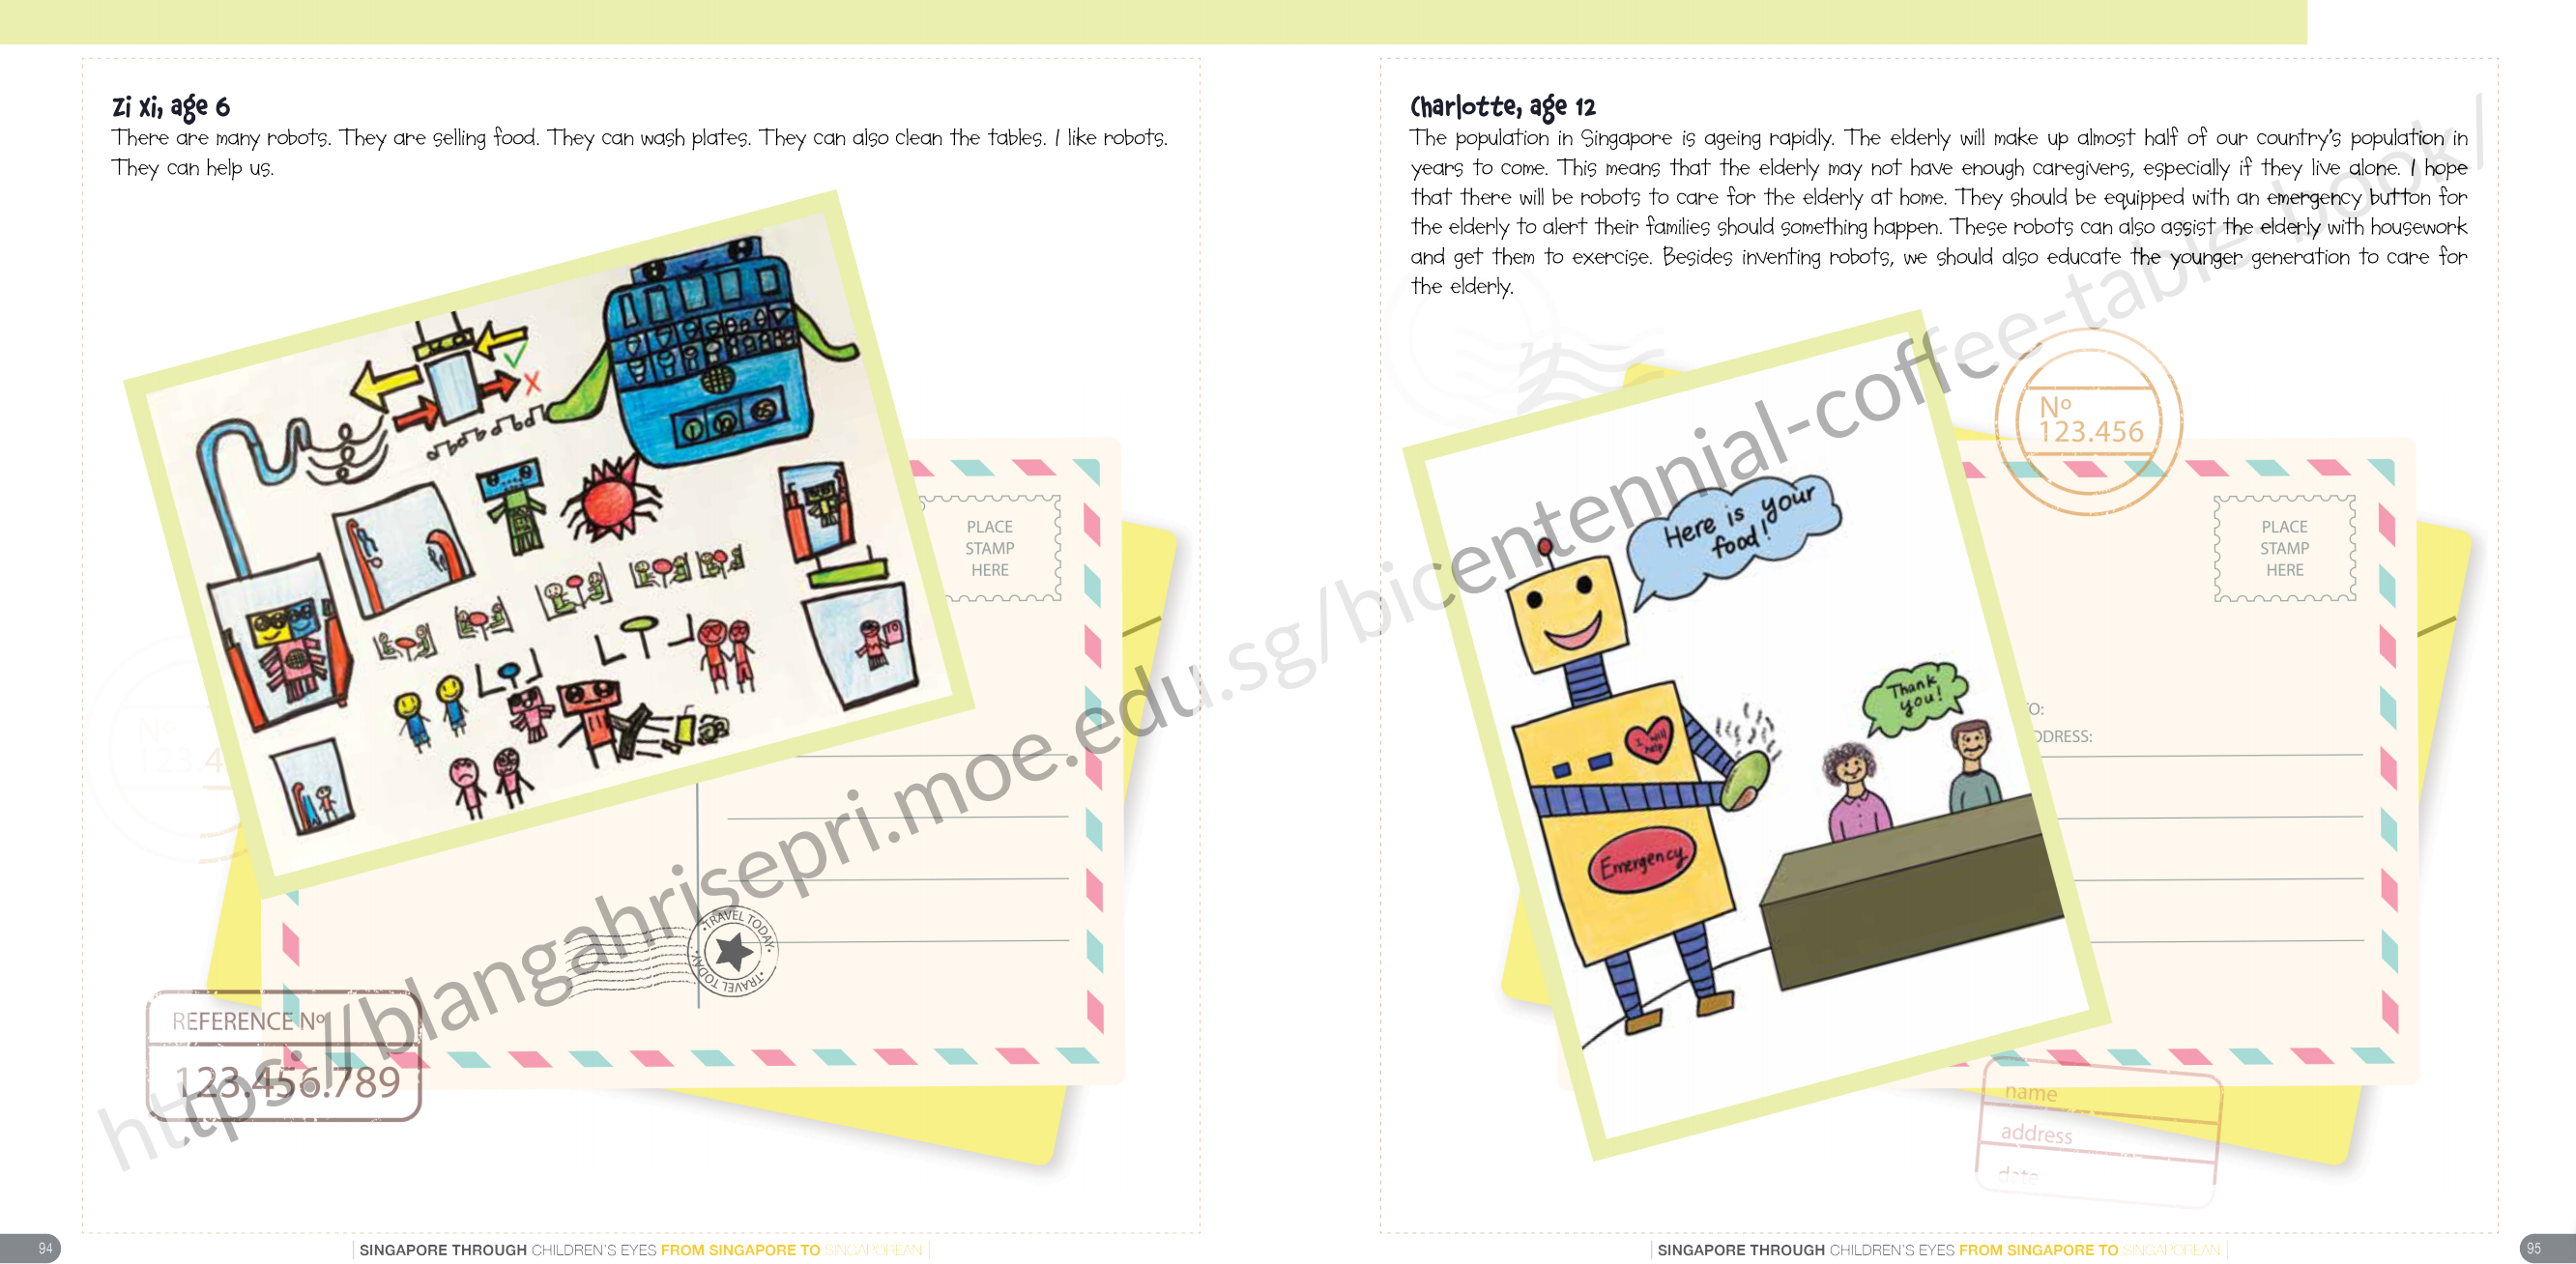 Zi Xi, age 6
There are many robots. They are selling food. They can wash plates. They can also clean the tables. I like robots.
They can help us.
PLACE
STAMP
HERE
Nº
123.4
TRAVEL TODAY
TRAVEL TODAY
REFERENCE Nº
123.456.789
94
SINGAPORE THROUGH CHILDREN'S EYES FROM SINGAPORE TO SINGAPOREAN
Charlotte, age 12
The population in Singapore is ageing rapidly. The elderly will make up almost half of our country's population in
years to come. This means that the elderly may not have enough caregivers, especially if they live alone. I hope
that there will be robots to care for the elderly at home. They should be equipped with an emergency button for
the elderly to alert their families should something happen. These robots can also assist the elderly with housework
and get them to exercise. Besides inventing robots, we should also educate the younger generation to care for
the elderly.
Nº
123.456
PLACE
STAMP
HERE
Here is your
food!
Thank
you!
I will
help
Emergency
TO:
ADDRESS:
name
address
date
SINGAPORE THROUGH CHILDREN'S EYES FROM SINGAPORE TO SINGAPOREAN
95
https://blangahrisepri.moe.edu.sg/bicentennial-coffee-table-book/